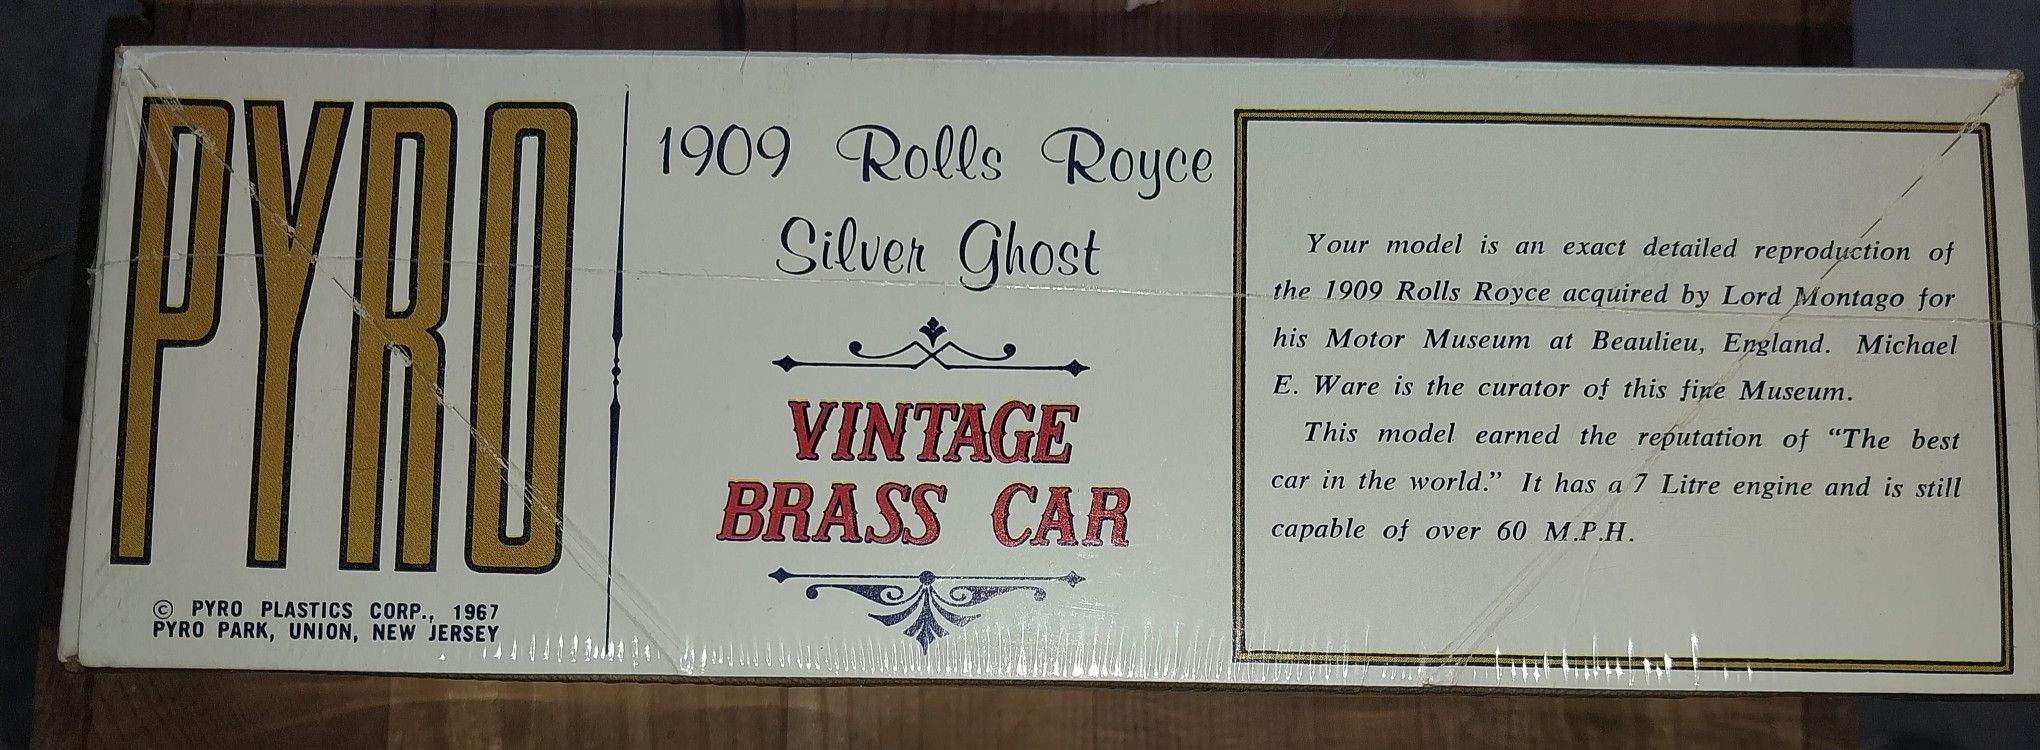 PYRO
© PYRO PLASTICS CORP., 1967
PYRO PARK, UNION, NEW JERSEY
1909 Rolls Royce
Silver Ghost
VINTAGE
BRASS CAR
Your model is an exact detailed reproduction of
the 1909 Rolls Royce acquired by Lord Montago for
his Motor Museum at Beaulieu, England. Michael
E. Ware is the curator of this fine Museum.
This model earned the reputation of “The best
car in the world.” It has a 7 Litre engine and is still
capable of over 60 M.P.H.